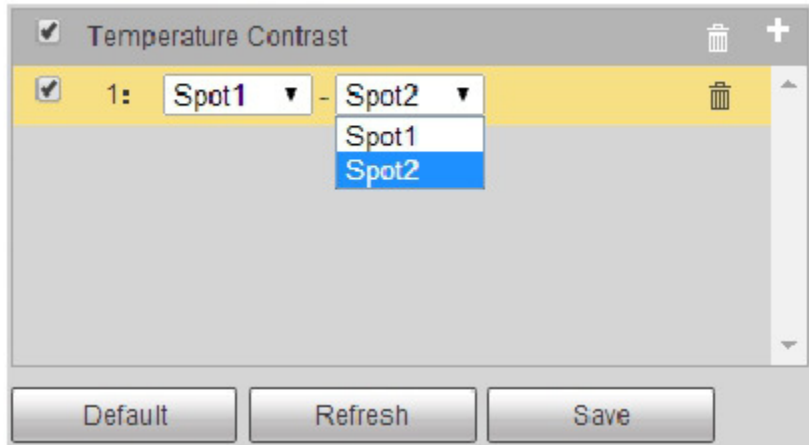 Temperature Contrast
1: Spot1 - Spot2
Spot1
Spot2
Default Refresh Save